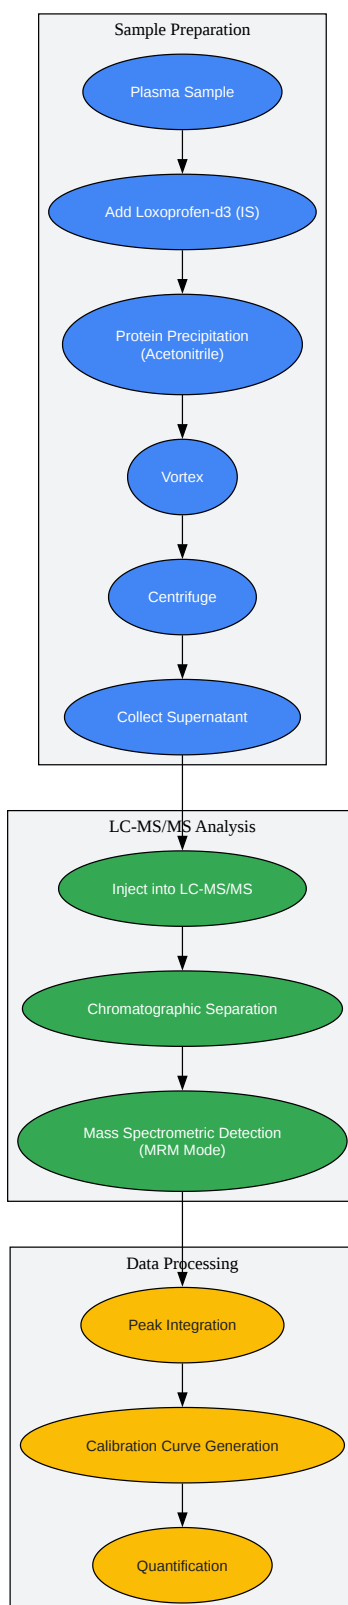 Sample Preparation
Plasma Sample
Add Loxoprofen-d3 (IS)
Protein Precipitation
(Acetonitrile)
Vortex
Centrifuge
Collect Supernatant
LC-MS/MS Analysis
Inject into LC-MS/MS
Chromatographic Separation
Mass Spectrometric Detection
(MRM Mode)
Data Processing
Peak Integration
Calibration Curve Generation
Quantification